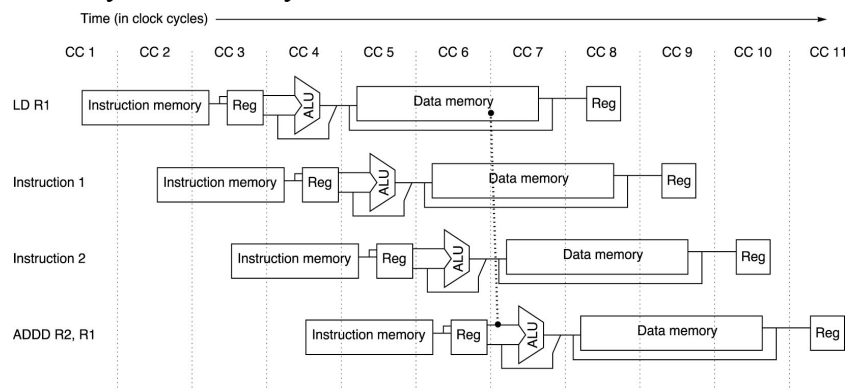 Time (in clock cycles)
CC 1 CC 2 CC 3 CC 4 CC 5 CC 6 CC 7 CC 8 CC 9 CC 10 CC 11
LD R1 Instruction memory Reg ALU Data memory Reg
Instruction 1 Instruction memory Reg ALU Data memory Reg
Instruction 2 Instruction memory Reg ALU Data memory Reg
ADDD R2, R1 Instruction memory Reg ALU Data memory Reg